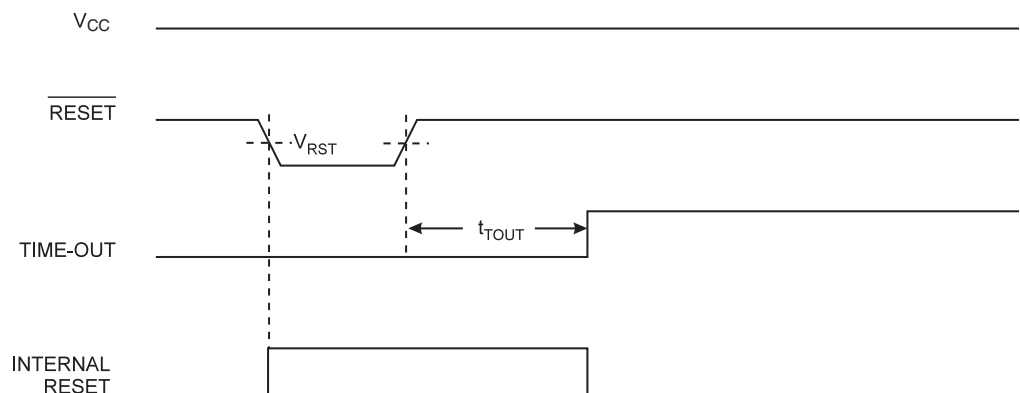 VCC
RESET
VRST
tTOUT
TIME-OUT
INTERNAL
RESET